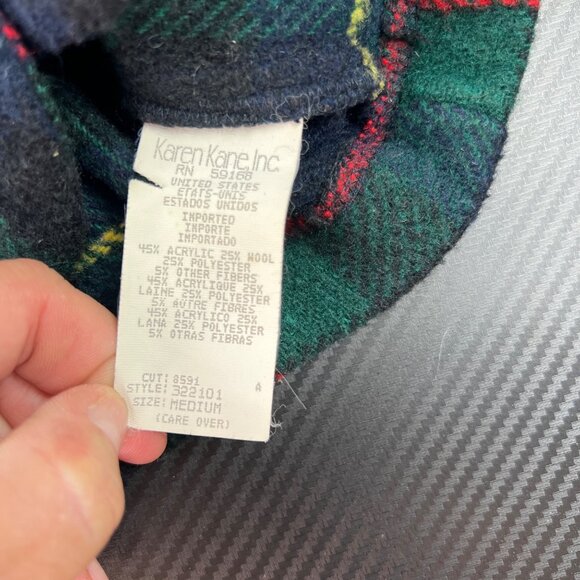 Karen Kane, Inc.
RN 59168
UNITED STATES
ETATS-UNIS
ESTADOS UNIDOS
IMPORTED
IMPORTE
IMPORTADO
45% ACRYLIC 25% WOOL
25% POLYESTER
5% OTHER FIBERS
45% ACRYLIQUE 25%
LAINE 25% POLYESTER
5% AUTRE FIBRES
45% ACRYLICO 25%
LANA 25% POLYESTER
5% OTRAS FIBRAS
CUT: 8591 A
STYLE: 322101
SIZE: MEDIUM
(CARE OVER)